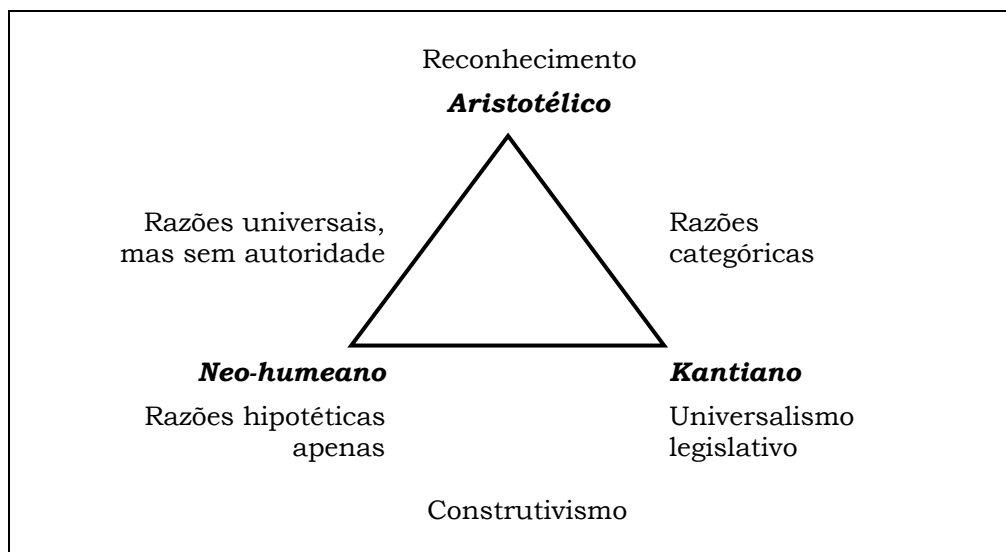 Reconhecimento
Aristotélico
Razões universais,
mas sem autoridade
Razões
categóricas
Neo-humeano
Razões hipotéticas
apenas
Kantiano
Universalismo
legislativo
Construtivismo